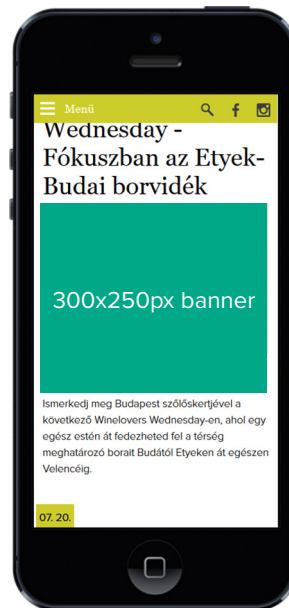 Menü
Wednesday -
Fókuszban az Etyek-
Budai borvidék
300x250px banner
Ismerkedj meg Budapest szőlőskertjével a
következő Winelovers Wednesday-en, ahol egy
egész estén át fedezheted fel a térség
meghatározó borait Budától Etyeken át egészen
Velencéig.
07. 20.